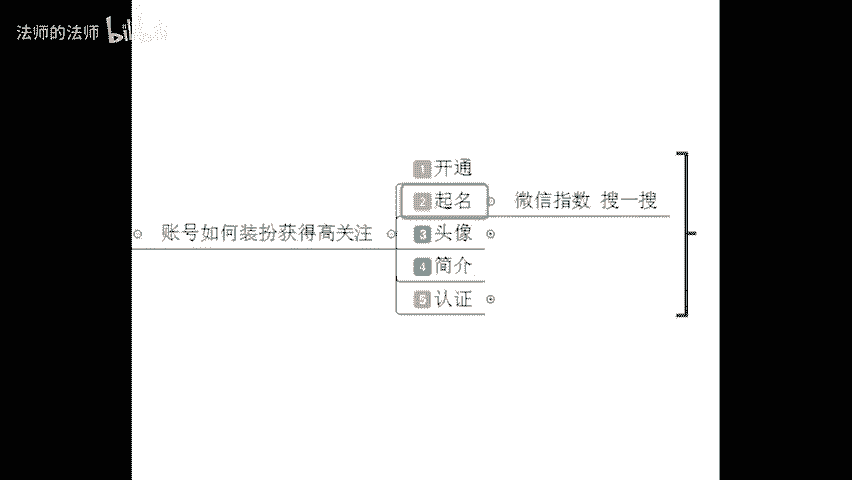 法师的法师 bilibili
1 开通
2 起名
微信指数 搜一搜
账号如何装扮获得高关注
3 头像
4 简介
5 认证